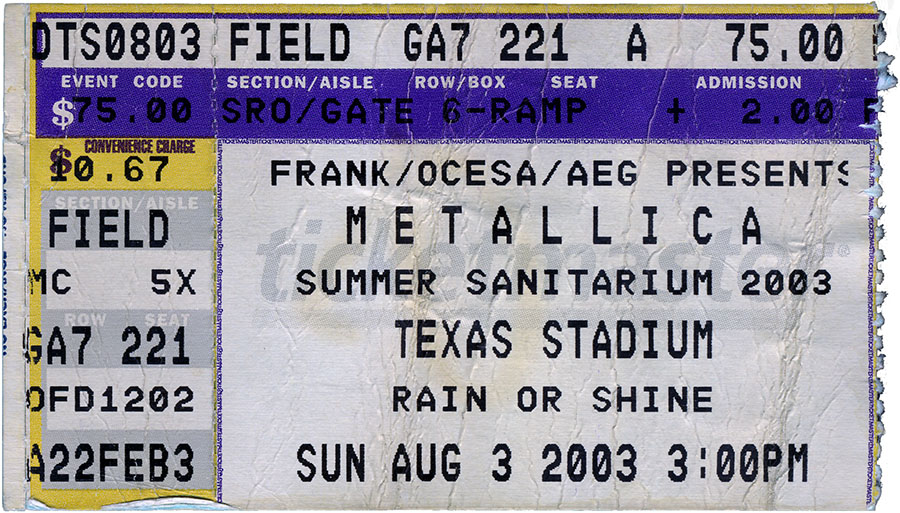 DTS0803 FIELD GA7 221 A 75.00
EVENT CODE SECTION/AISLE ROW/BOX SEAT ADMISSION
$75.00 SRO/GATE 6-RAMP + 2.00
CONVENIENCE CHARGE
$10.67
FRANK/OCESA/AEG PRESENTS
SECTION/AISLE
FIELD
METALLICA
ticketmaster®
MC 5X
SUMMER SANITARIUM 2003
ROW SEAT
GA7 221
TEXAS STADIUM
OFD1202
RAIN OR SHINE
A22FEB3
SUN AUG 3 2003 3:00PM